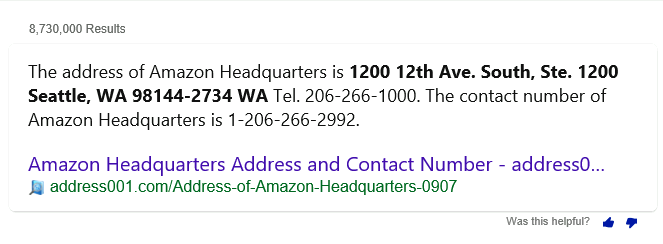 8,730,000 Results
The address of Amazon Headquarters is 1200 12th Ave. South, Ste. 1200
Seattle, WA 98144-2734 WA Tel. 206-266-1000. The contact number of
Amazon Headquarters is 1-206-266-2992.
Amazon Headquarters Address and Contact Number - address0...
address001.com/Address-of-Amazon-Headquarters-0907
Was this helpful?